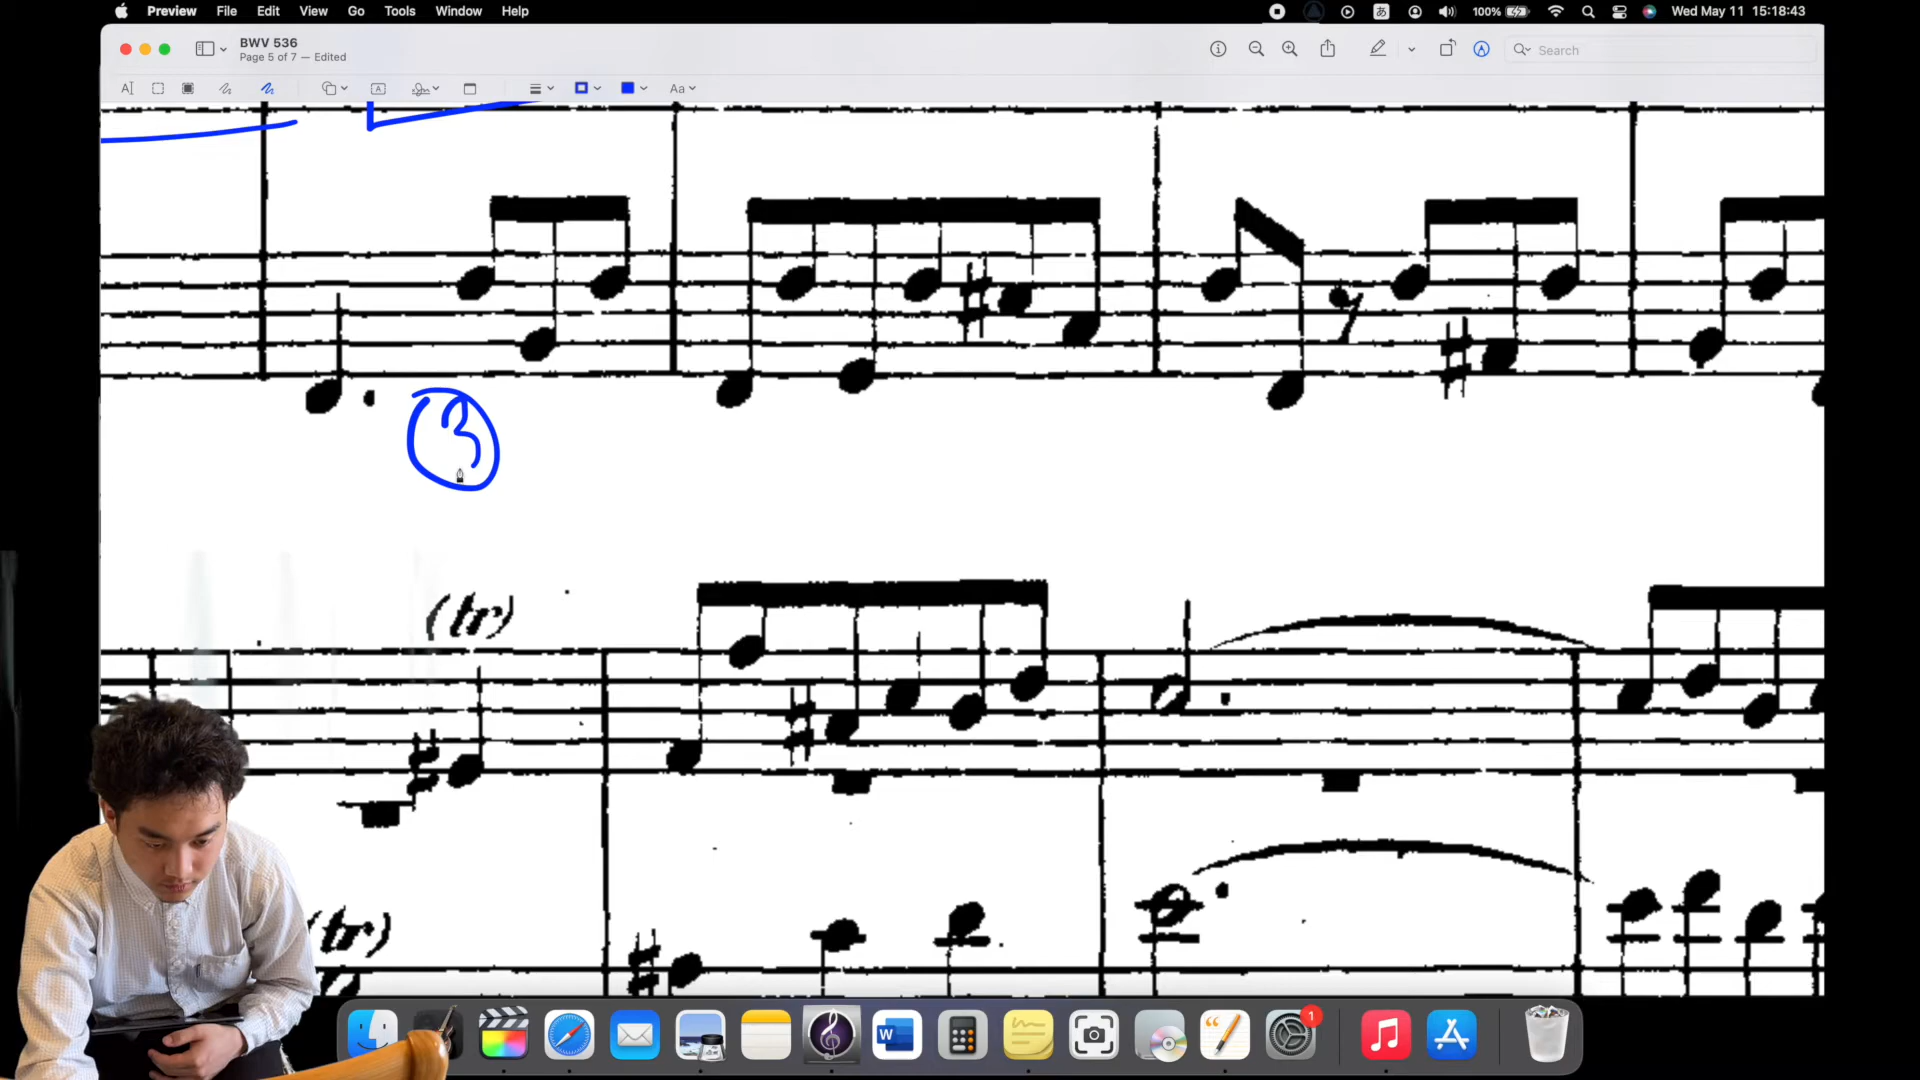 Preview File Edit View Go Tools Window Help 100% Wed May 11 15:18:43
BWV 536
Page 5 of 7 — Edited
Search
Aa
3
(tr)
(tr)
W
1